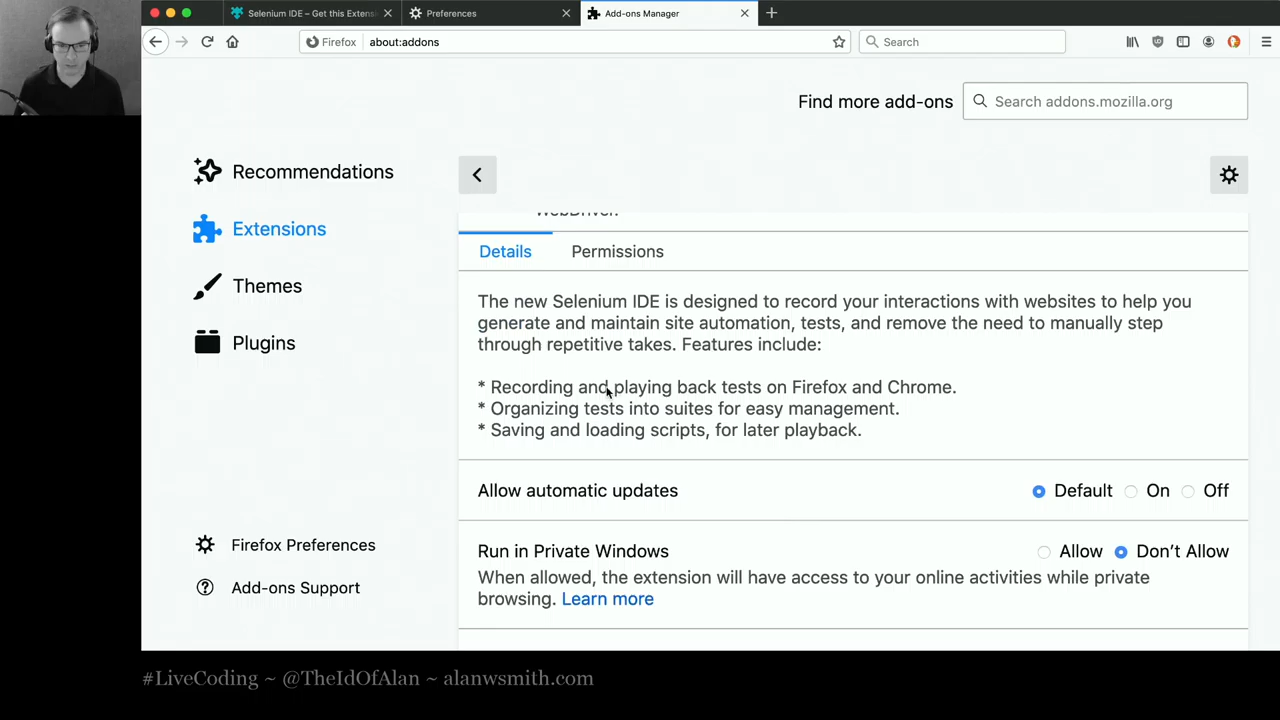 Selenium IDE – Get this Extens
Preferences
Add-ons Manager
Firefox
about:addons
Search
Find more add-ons
Search addons.mozilla.org
Recommendations
Extensions
Themes
Plugins
Firefox Preferences
Add-ons Support
WebDriver.
Details
Permissions
The new Selenium IDE is designed to record your interactions with websites to help you
generate and maintain site automation, tests, and remove the need to manually step
through repetitive takes. Features include:
* Recording and playing back tests on Firefox and Chrome.
* Organizing tests into suites for easy management.
* Saving and loading scripts, for later playback.
Allow automatic updates
Default
On
Off
Run in Private Windows
Allow
Don't Allow
When allowed, the extension will have access to your online activities while private
browsing. Learn more
#LiveCoding ~ @TheIdOfAlan ~ alanwsmith.com